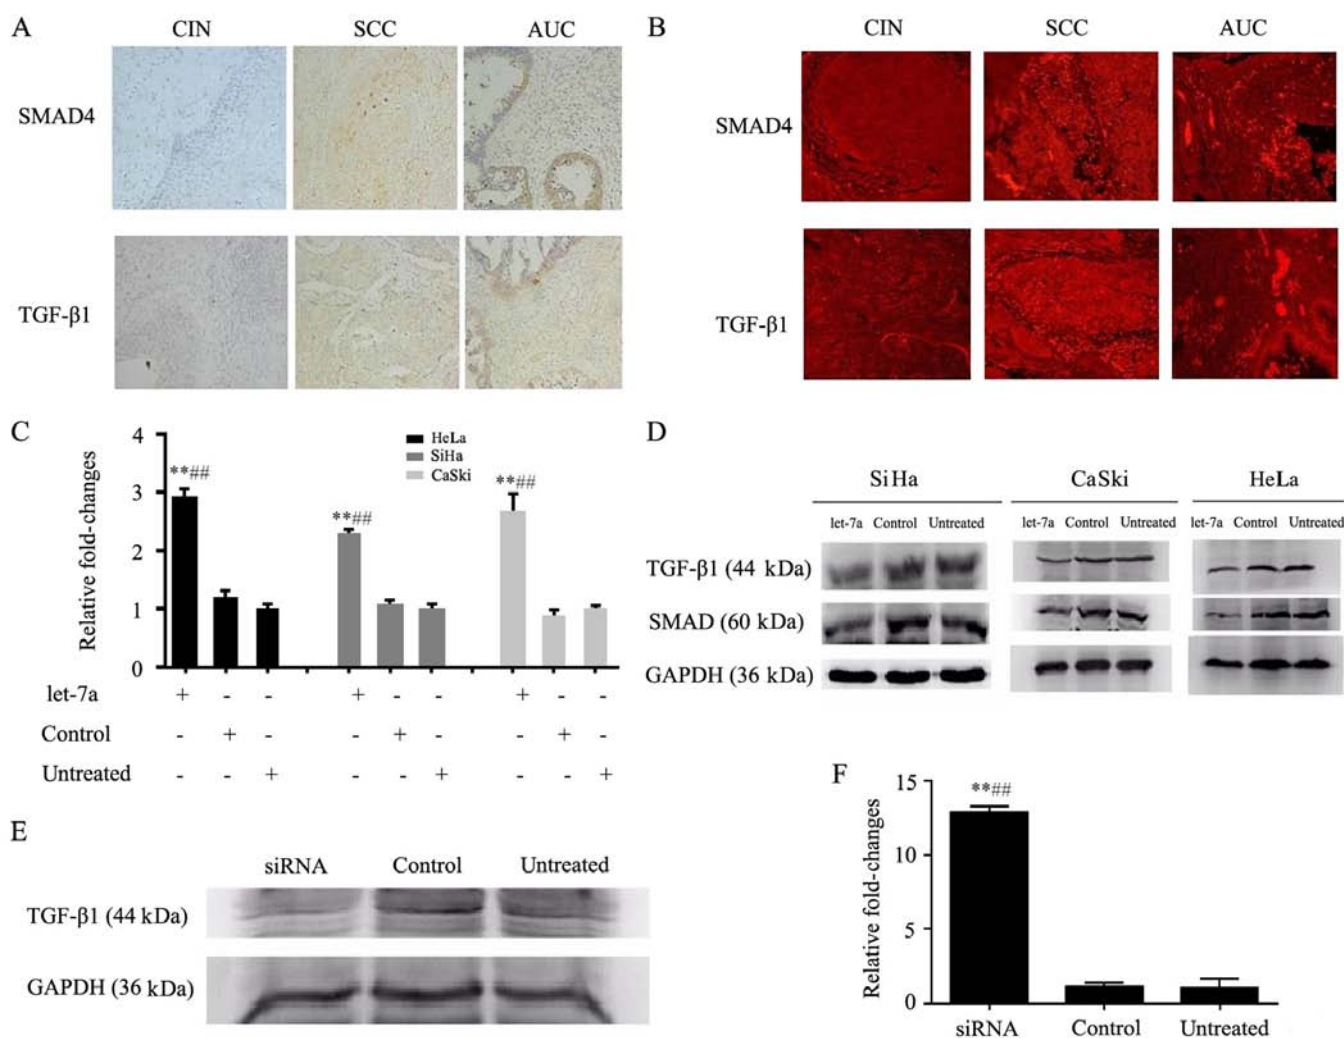 A
CIN SCC AUC
SMAD4
TGF-β1
B
CIN SCC AUC
SMAD4
TGF-β1
C
Relative fold-changes
4
3
2
1
0
HeLa
SiHa
CaSki
**##
**##
**##
let-7a + - - + - - + - -
Control - + - - + - - + -
Untreated - - + - - + - - +
D
SiHa CaSki HeLa
let-7a Control Untreated let-7a Control Untreated let-7a Control Untreated
TGF-β1 (44 kDa)
SMAD (60 kDa)
GAPDH (36 kDa)
E
siRNA Control Untreated
TGF-β1 (44 kDa)
GAPDH (36 kDa)
F
Relative fold-changes
15
10
5
0
**##
siRNA Control Untreated